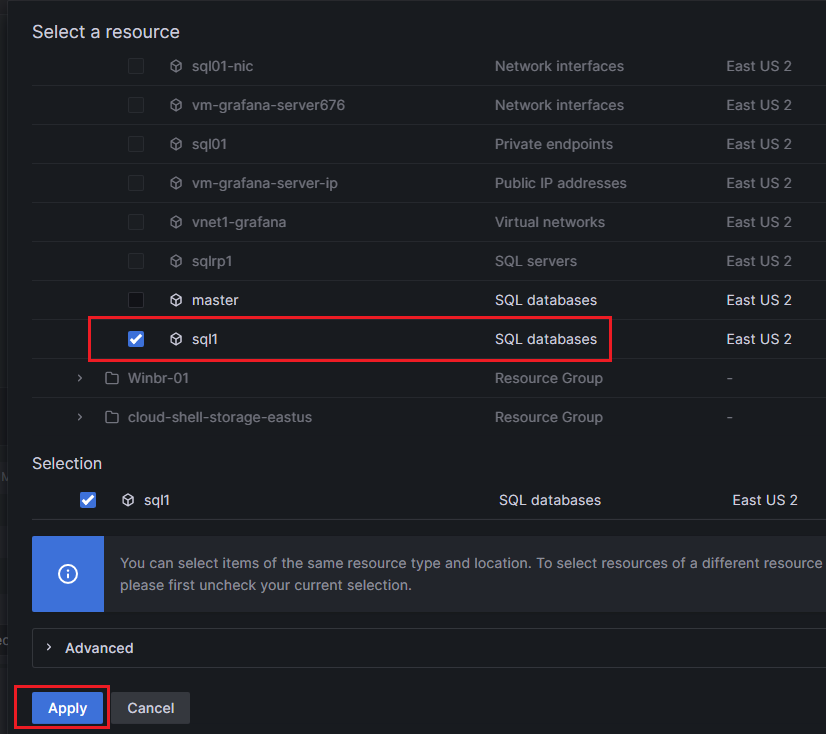 Select a resource
sql01-nic Network interfaces East US 2
vm-grafana-server676 Network interfaces East US 2
sql01 Private endpoints East US 2
vm-grafana-server-ip Public IP addresses East US 2
vnet1-grafana Virtual networks East US 2
sqlrp1 SQL servers East US 2
master SQL databases East US 2
sql1 SQL databases East US 2
Winbr-01 Resource Group -
cloud-shell-storage-eastus Resource Group -
Selection
sql1 SQL databases East US 2
You can select items of the same resource type and location. To select resources of a different resource
please first uncheck your current selection.
Advanced
Apply Cancel